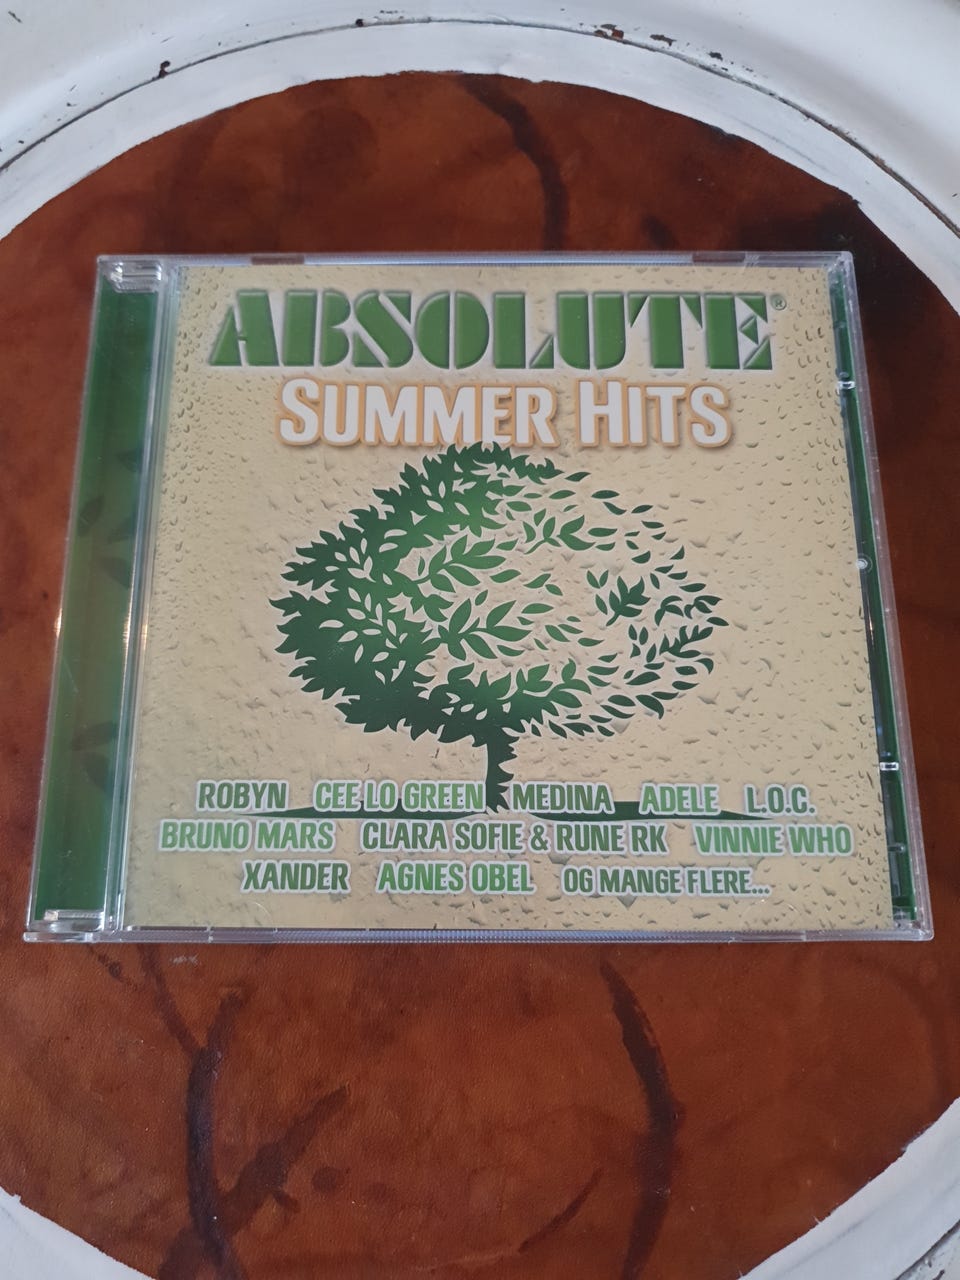 ABSOLUTE®
SUMMER HITS
ROBYN CEE LO GREEN MEDINA ADELE L.O.C.
BRUNO MARS CLARA SOFIE & RUNE RK VINNIE WHO
XANDER AGNES OBEL OG MANGE FLERE...